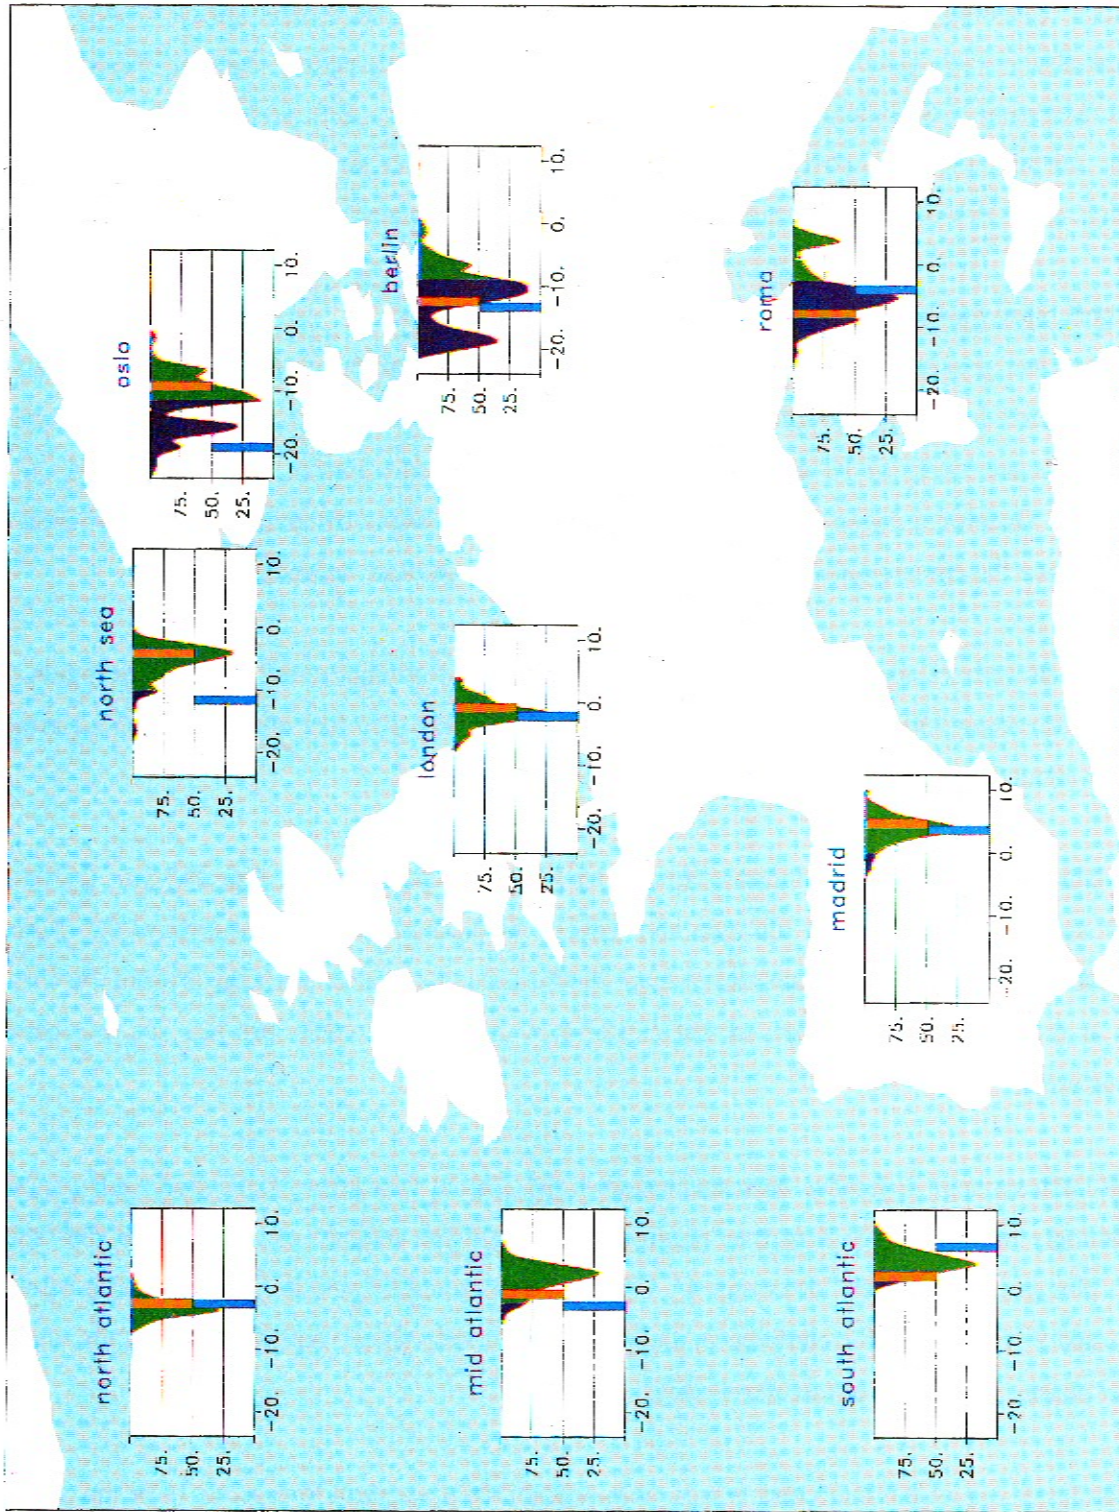 north atlantic
75.
50.
25.
-20. -10. 0. 10.
north sea
75.
50.
25.
-20. -10. 0. 10.
oslo
75.
50.
25.
-20. -10. 0. 10.
mid atlantic
75.
50.
25.
-20. -10. 0. 10.
london
75.
50.
25.
-20. -10. 0. 10.
berlin
75.
50.
25.
-20. -10. 0. 10.
south atlantic
75.
50.
25.
-20. -10. 0. 10.
madrid
75.
50.
25.
-20. -10. 0. 10.
roma
75.
50.
25.
-20. -10. 0. 10.